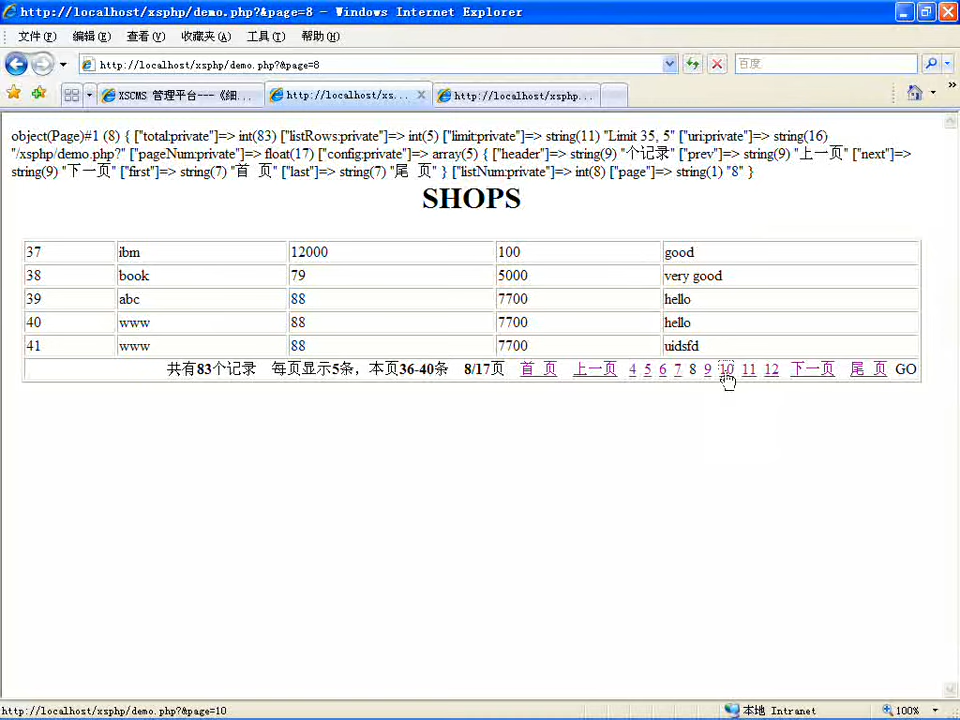 http://localhost/xsphp/demo.php?&page=8 - Windows Internet Explorer
文件(F) 编辑(E) 查看(V) 收藏夹(A) 工具(T) 帮助(H)
http://localhost/xsphp/demo.php?&page=8 百度
XSCMS 管理平台---《细... http://localhost/xs... http://localhost/xsphp...
object(Page)#1 (8) { ["total:private"]=> int(83) ["listRows:private"]=> int(5) ["limit:private"]=> string(11) "Limit 35, 5" ["uri:private"]=> string(16)
"/xsphp/demo.php?" ["pageNum:private"]=> float(17) ["config:private"]=> array(5) { ["header"]=> string(9) "个记录" ["prev"]=> string(9) "上一页" ["next"]=>
string(9) "下一页" ["first"]=> string(7) "首 页" ["last"]=> string(7) "尾 页" } ["listNum:private"]=> int(8) ["page"]=> string(1) "8" }
SHOPS
37 ibm 12000 100 good
38 book 79 5000 very good
39 abc 88 7700 hello
40 www 88 7700 hello
41 www 88 7700 uidsfd
共有83个记录 每页显示5条，本页36-40条 8/17页 首 页 上一页 4 5 6 7 8 9 10 11 12 下一页 尾 页 GO
http://localhost/xsphp/demo.php?&page=10 本地 Intranet 100%